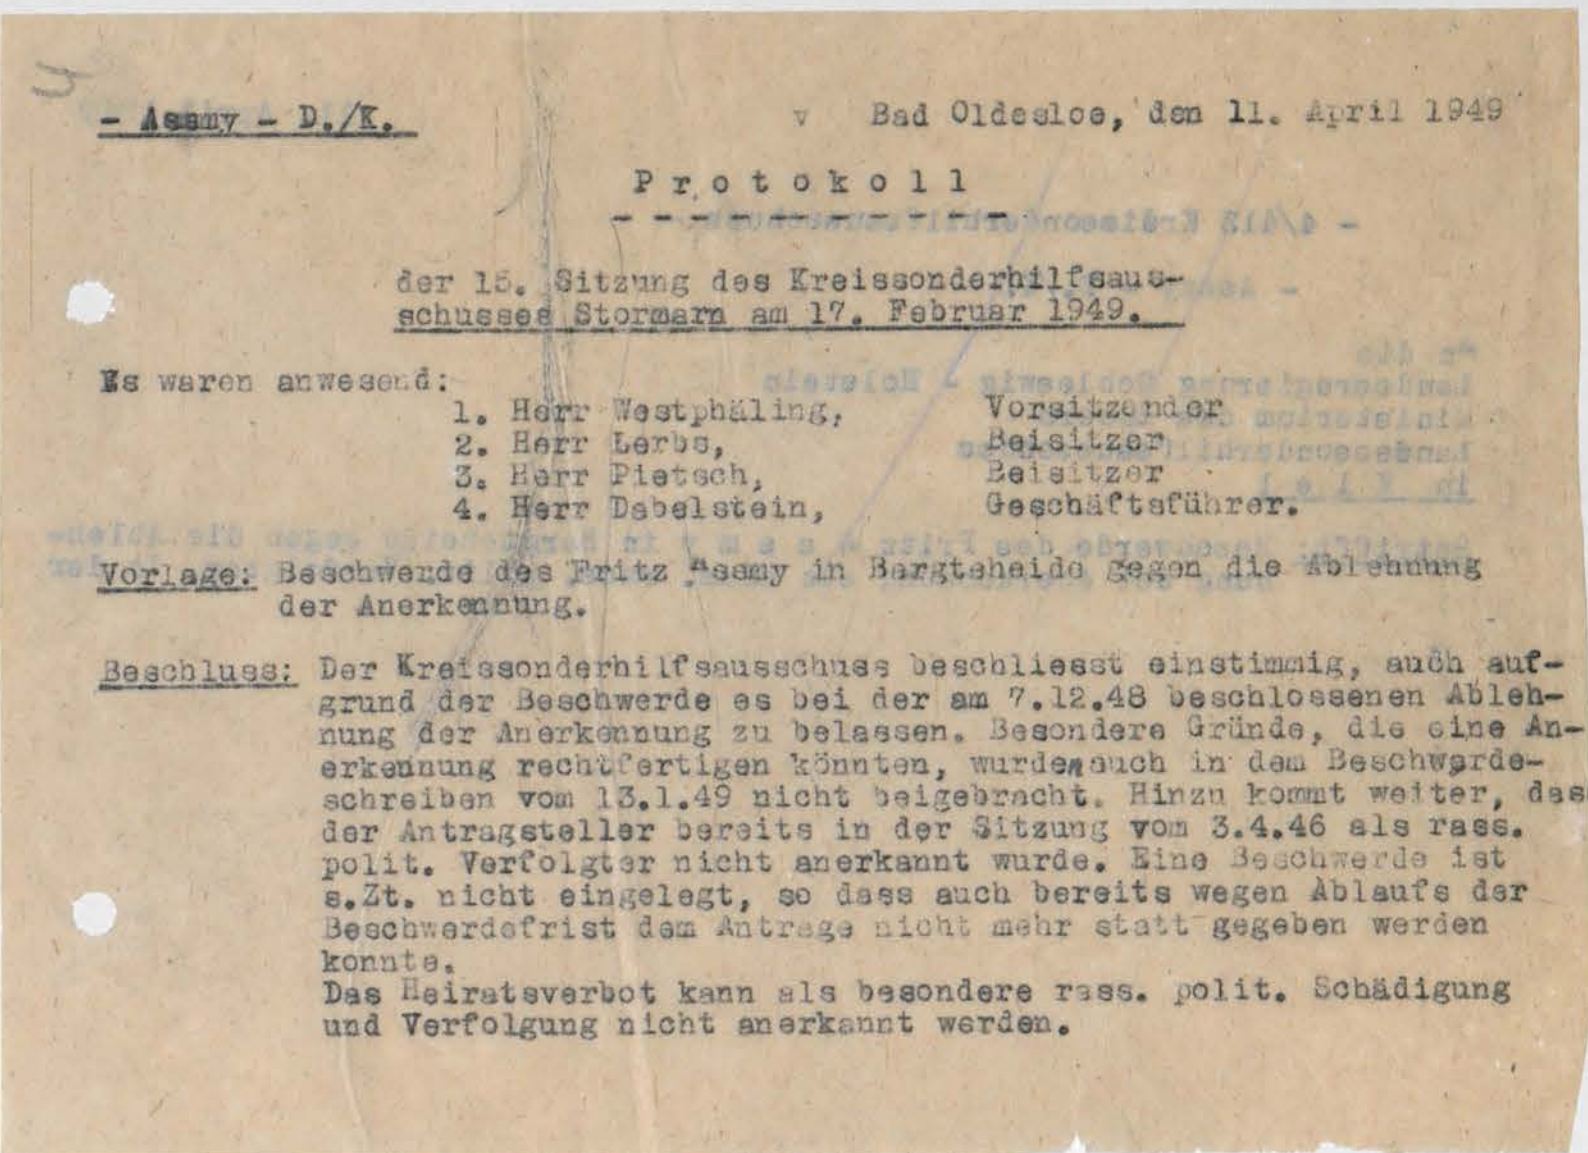 - Assmy - D./K.
Bad Oldesloe, den 11. April 1949
Protokoll
der 15. Sitzung des Kreissonderhilfsaus-
schusses Stormarn am 17. Februar 1949.
Es waren anwesend:
1. Herr Westphäling, Vorsitzender
2. Herr Lerbs, Beisitzer
3. Herr Pietsch, Beisitzer
4. Herr Dabelstein, Geschäftsführer.
Vorlage: Beschwerde des Fritz Assmy in Bargteheide gegen die Ablehnung
der Anerkennung.
Beschluss: Der Kreissonderhilfsausschuss beschliesst einstimmig, auch auf-
grund der Beschwerde es bei der am 7.12.48 beschlossenen Ableh-
nung der Anerkennung zu belassen. Besondere Gründe, die eine An-
erkennung rechtfertigen könnten, wurden auch in dem Beschwerde-
schreiben vom 13.1.49 nicht beigebracht. Hinzu kommt weiter, das
der Antragsteller bereits in der Sitzung vom 3.4.46 als rass.
polit. Verfolgter nicht anerkannt wurde. Eine Beschwerde ist
s.Zt. nicht eingelegt, so dass auch bereits wegen Ablaufs der
Beschwerdefrist dem Antrage nicht mehr statt gegeben werden
konnte.
Das Heiratsverbot kann als besondere rass. polit. Schädigung
und Verfolgung nicht anerkannt werden.